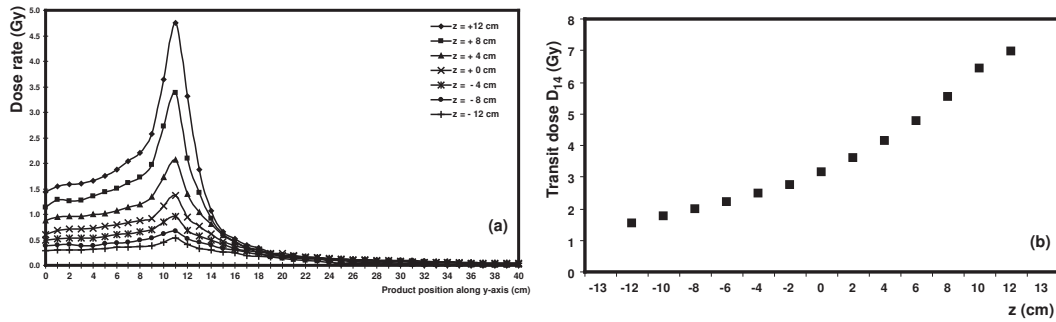 Dose rate (Gy)
5.0
4.5
4.0
3.5
3.0
2.5
2.0
1.5
1.0
0.5
0.0
0 2 4 6 8 10 12 14 16 18 20 22 24 26 28 30 32 34 36 38 40
Product position along y-axis (cm)
z = +12 cm
z = + 8 cm
z = + 4 cm
z = + 0 cm
z = - 4 cm
z = - 8 cm
z = - 12 cm
(a)
Transit dose D14 (Gy)
8
7
6
5
4
3
2
1
0
-13 -12 -10 -8 -6 -4 -2 0 2 4 6 8 10 12 13
z (cm)
(b)